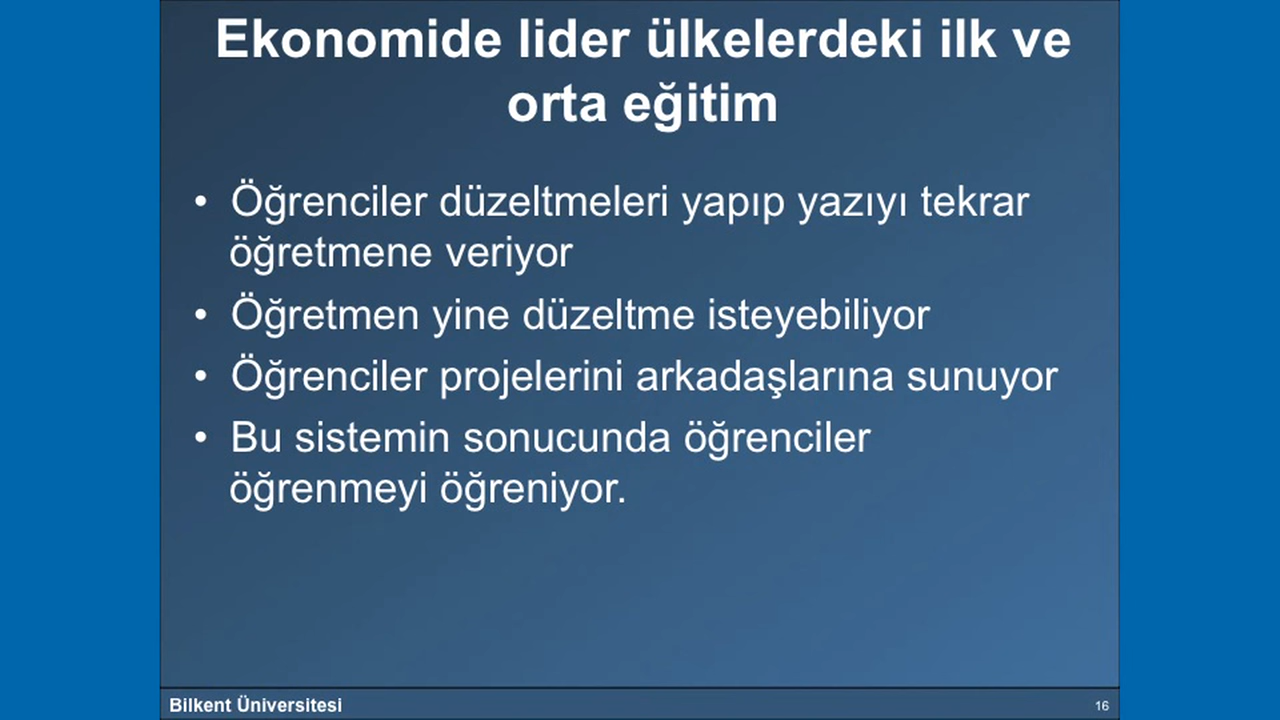 Ekonomide lider ülkelerdeki ilk ve
orta eğitim
• Öğrenciler düzeltmeleri yapıp yazıyı tekrar
öğretmene veriyor
• Öğretmen yine düzeltme isteyebiliyor
• Öğrenciler projelerini arkadaşlarına sunuyor
• Bu sistemin sonucunda öğrenciler
öğrenmeyi öğreniyor.
Bilkent Üniversitesi
16